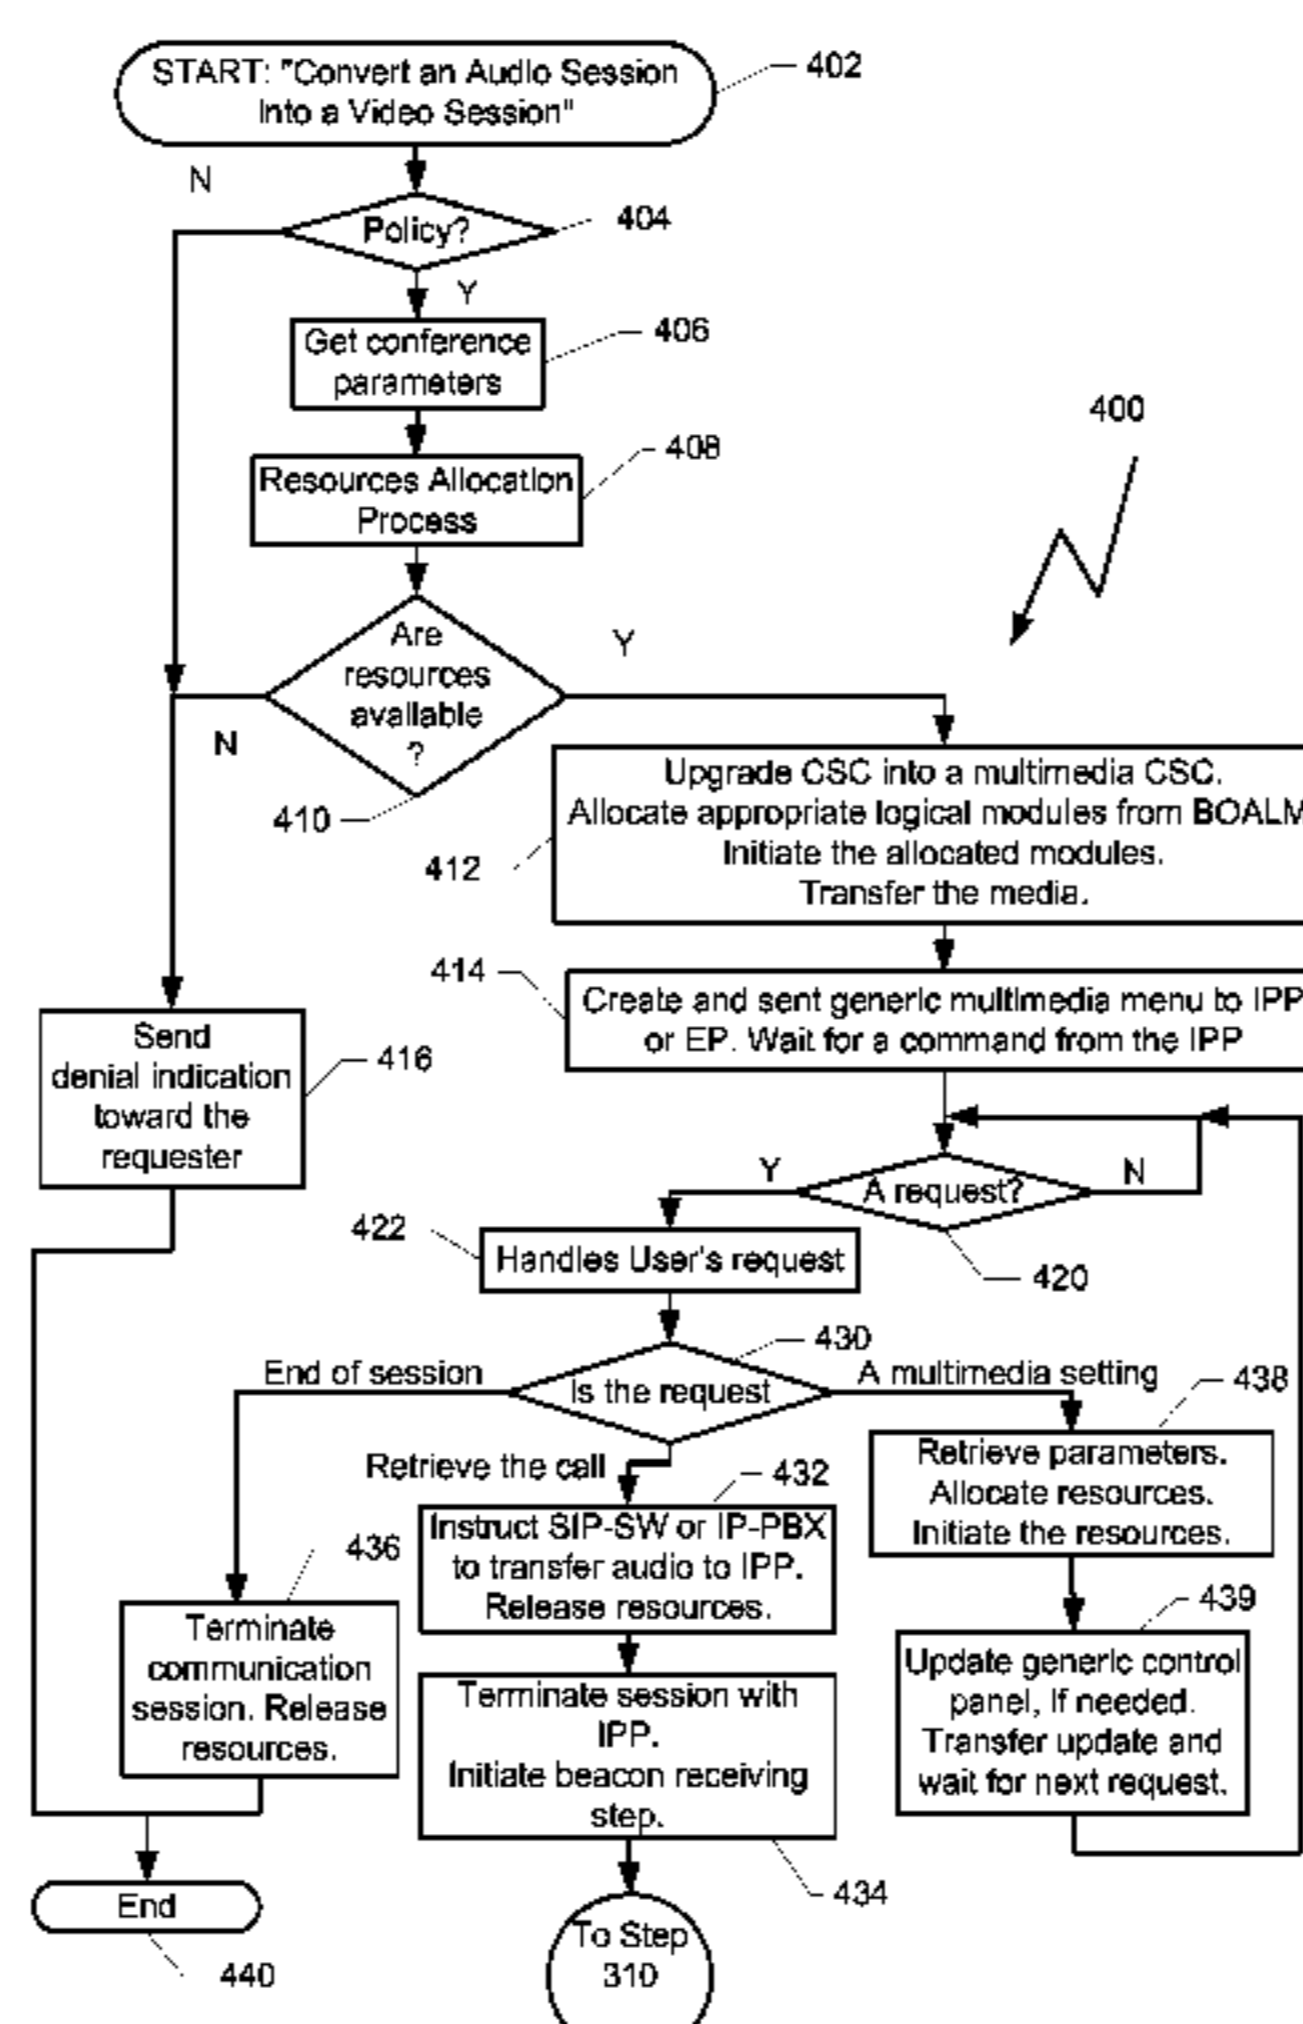 START: "Convert an Audio Session
Into a Video Session"
402
N
Policy?
404
Y
Get conference
parameters
406
400
Resources Allocation
Process
408
Are
resources
available
?
Y
N
410
Upgrade CSC into a multimedia CSC.
Allocate appropriate logical modules from BOALM
Initiate the allocated modules.
Transfer the media.
412
414
Create and sent generic multimedia menu to IPP
or EP. Wait for a command from the IPP
Send
denial indication
toward the
requester
416
Y
A request?
N
422
Handles User's request
420
430
End of session
Is the request
A multimedia setting
438
Retrieve the call
432
Retrieve parameters.
Allocate resources.
Initiate the resources.
Instruct SIP-SW or IP-PBX
to transfer audio to IPP.
Release resources.
436
Terminate
communication
session. Release
resources.
439
Update generic control
panel, If needed.
Transfer update and
wait for next request.
Terminate session with
IPP.
Initiate beacon receiving
step.
434
End
440
To Step
310